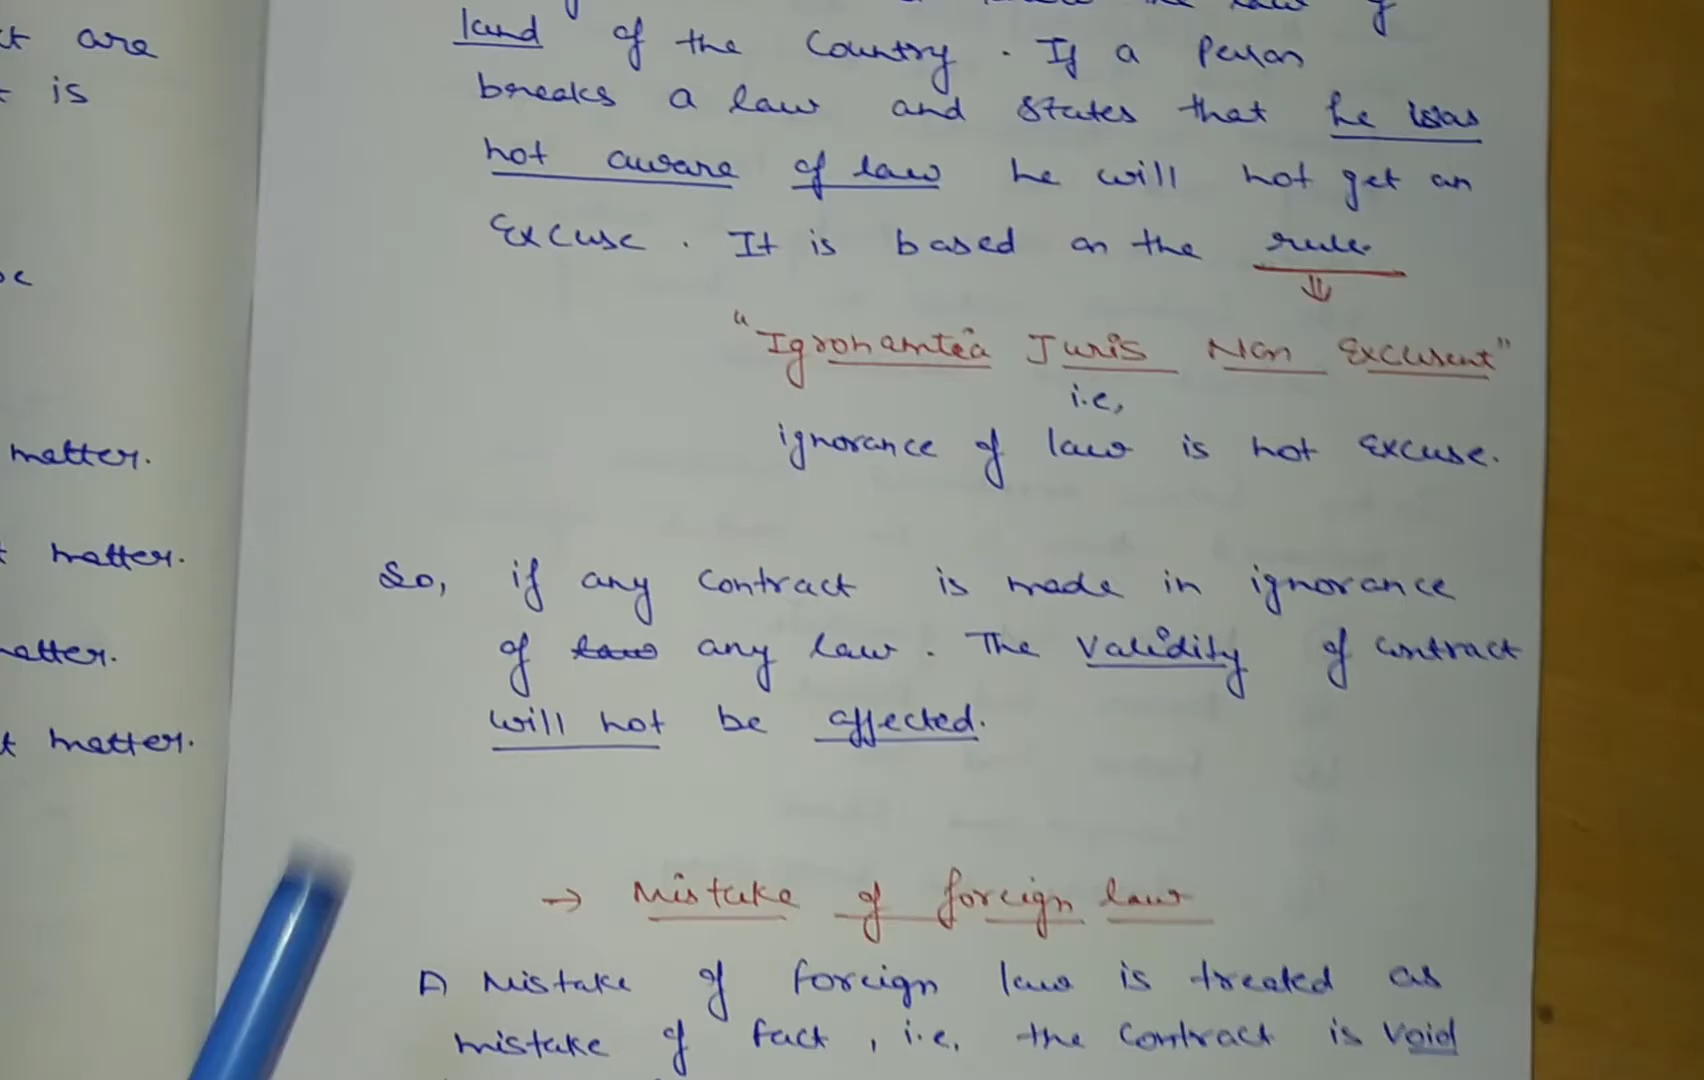 ct are
is
matter.
matter.
matter.
matter.
land of the Country. If a Person
breaks a law and states that he was
not aware of law he will not get an
Excuse. It is based on the rule
"Igronamtia Juris Non Excusent"
i.e,
ignorance of law is not Excuse.
So, if any Contract is made in ignorance
of law any law. The Validity of contract
will not be affected.
→ Mistake of foreign law
A Mistake of foreign law is treated as
mistake of fact, i.e. the Contract is void